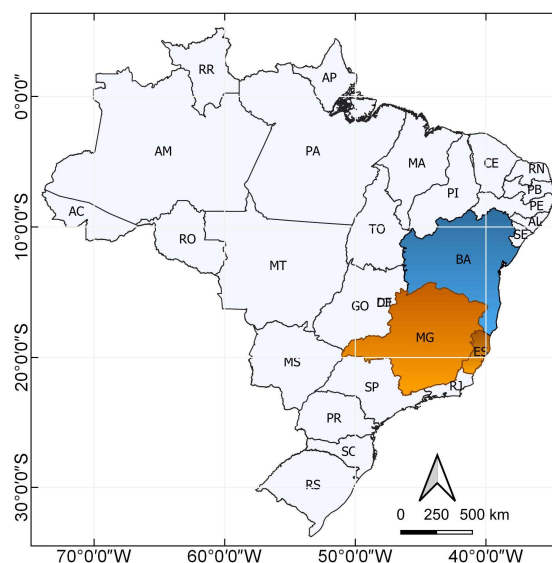 RR
AP
0°0'0"
AM
PA
MA
CE
RN
PB
PI
PE
AC
AL
TO
SE
10°0'0"S
RO
BA
MT
GO
DF
MG
ES
20°0'0"S
MS
SP
RJ
PR
SC
RS
30°0'0"S
0 250 500 km
70°0'0"W 60°0'0"W 50°0'0"W 40°0'0"W